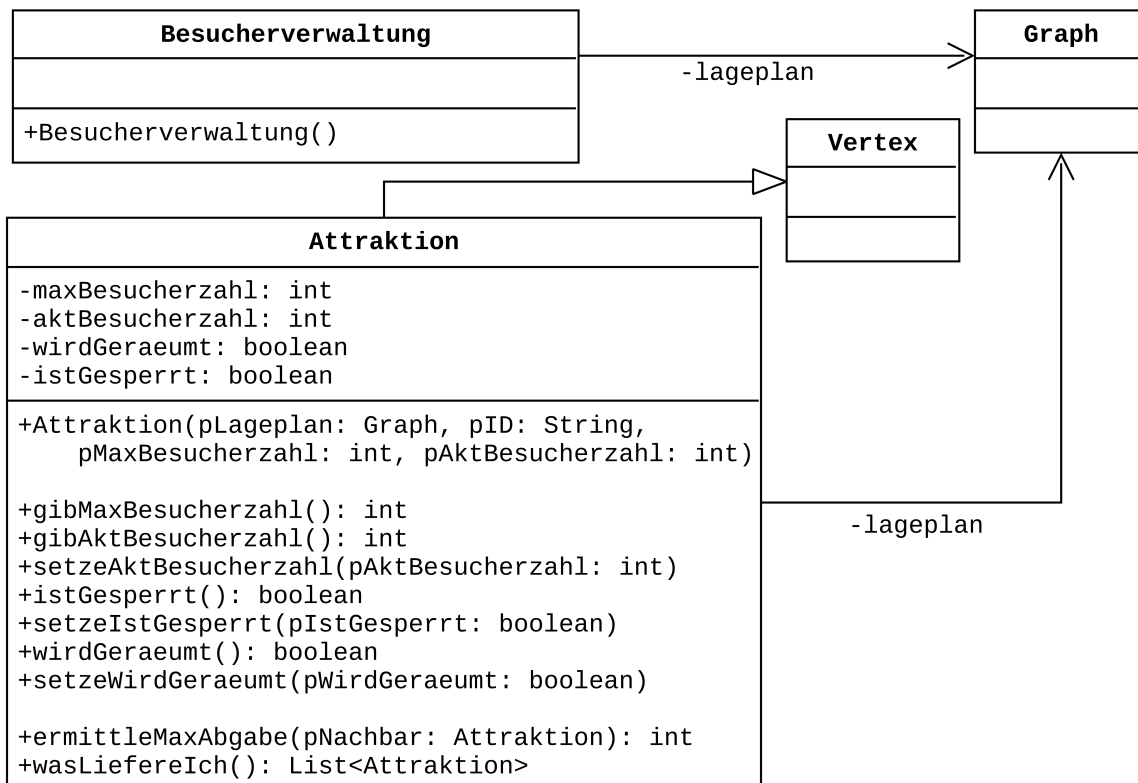 Besucherverwaltung
+Besucherverwaltung()
-lageplan
Graph
Vertex
Attraktion
-maxBesucherzahl: int
-aktBesucherzahl: int
-wirdGeraeumt: boolean
-istGesperrt: boolean
+Attraktion(pLageplan: Graph, pID: String,
pMaxBesucherzahl: int, pAktBesucherzahl: int)
+gibMaxBesucherzahl(): int
+gibAktBesucherzahl(): int
+setzeAktBesucherzahl(pAktBesucherzahl: int)
+istGesperrt(): boolean
+setzeIstGesperrt(pIstGesperrt: boolean)
+wirdGeraeumt(): boolean
+setzeWirdGeraeumt(pWirdGeraeumt: boolean)
+ermittleMaxAbgabe(pNachbar: Attraktion): int
+wasLiefereIch(): List<Attraktion>
-lageplan